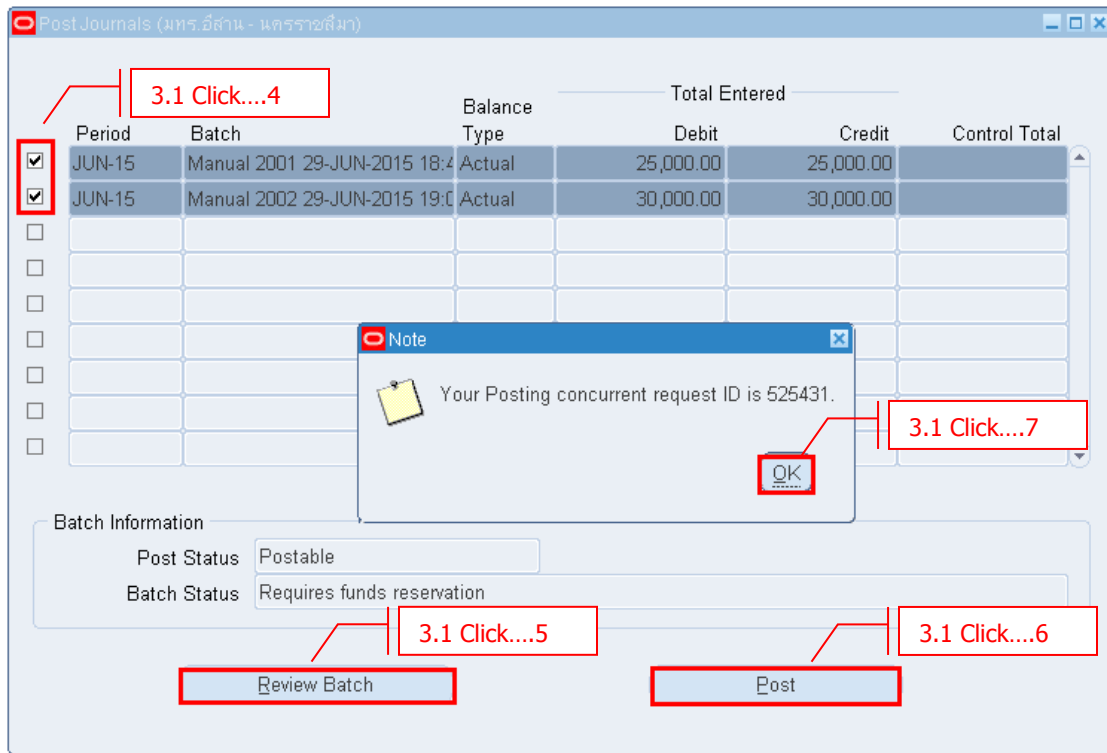 Post Journals (มทร.อีสาน - นครราชสีมา)
3.1 Click....4
Total Entered
Balance
Period Batch Type Debit Credit Control Total
JUN-15 Manual 2001 29-JUN-2015 18:4 Actual 25,000.00 25,000.00
JUN-15 Manual 2002 29-JUN-2015 19:0 Actual 30,000.00 30,000.00
Note
Your Posting concurrent request ID is 525431.
3.1 Click....7
OK
Batch Information
Post Status Postable
Batch Status Requires funds reservation
3.1 Click....5
3.1 Click....6
Review Batch
Post